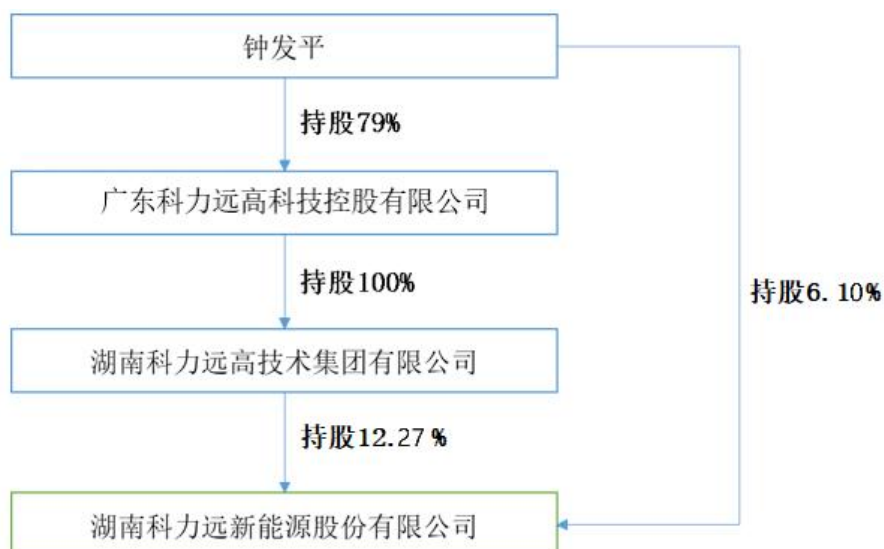 钟发平
持股79%
广东科力远高科技控股有限公司
持股100%
持股6.10%
湖南科力远高技术集团有限公司
持股12.27%
湖南科力远新能源股份有限公司